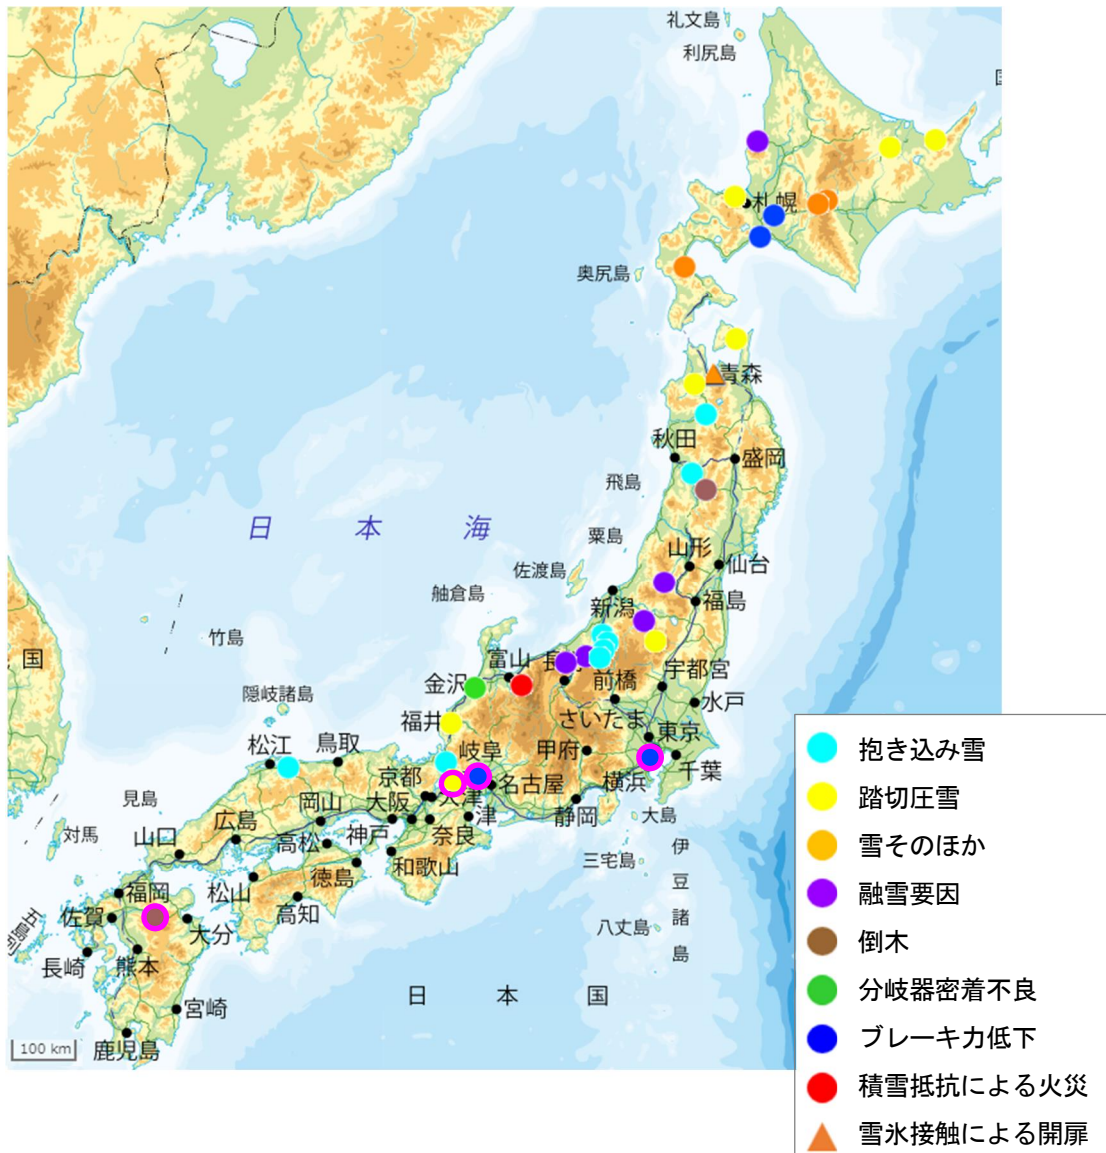 礼文島
利尻島
国
札幌
奥尻島
青森
秋田
盛岡
飛島
日本海
粟島
山形
仙台
佐渡島
舳倉島
新潟
福島
竹島
国
富山
長
宇都宮
金沢
前橋
水戸
隠岐諸島
福井
さいたま
東京
松江
鳥取
岐阜
甲府
千葉
京都
名古屋
横浜
見島
岡山
大阪
大津
津
静岡
大島
対馬
山口
広島
高松
神戸
奈良
三宅島
伊豆諸島
和歌山
徳島
福岡
松山
高知
佐賀
大分
八丈島
長崎
熊本
日本国
宮崎
鹿児島
100 km
抱き込み雪
踏切圧雪
雪そのほか
融雪要因
倒木
分岐器密着不良
ブレーキ力低下
積雪抵抗による火災
雪氷接触による開扉